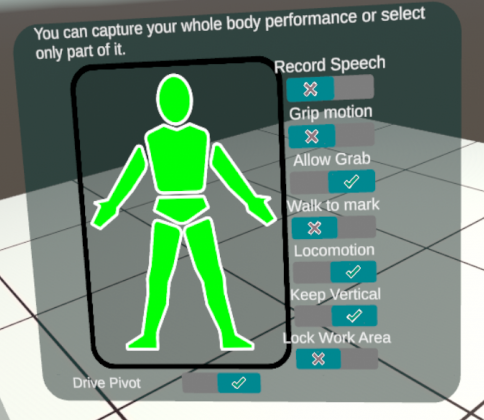 You can capture your whole body performance or select
only part of it.
Record Speech
Grip motion
Allow Grab
Walk to mark
Locomotion
Keep Vertical
Lock Work Area
Drive Pivot